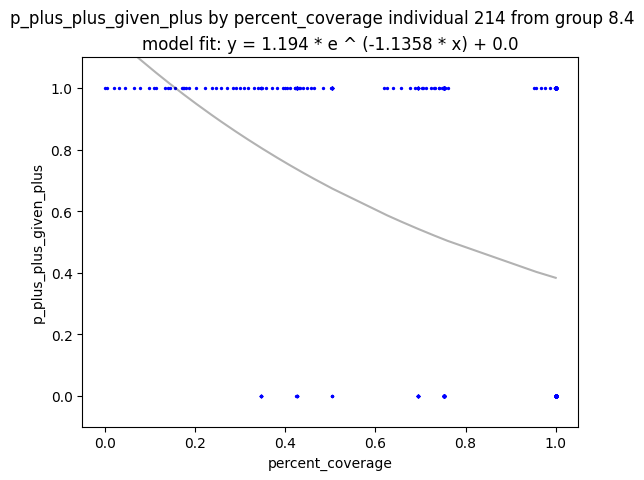 p_plus_plus_given_plus by percent_coverage individual 214 from group 8.4
model fit: y = 1.194 * e ^ (-1.1358 * x) + 0.0
1.0
0.8
0.6
0.4
0.2
0.0
p_plus_plus_given_plus
0.0 0.2 0.4 0.6 0.8 1.0
percent_coverage